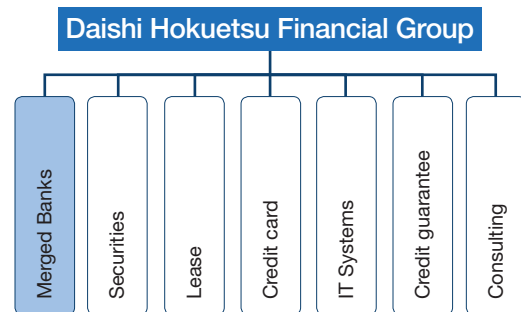 Daishi Hokuetsu Financial Group
Merged Banks
Securities
Lease
Credit card
IT Systems
Credit guarantee
Consulting